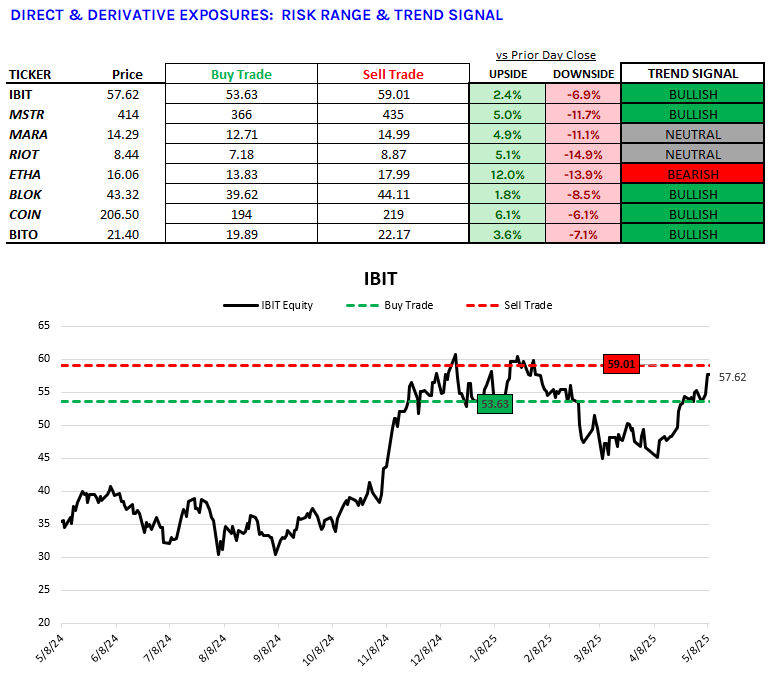 DIRECT & DERIVATIVE EXPOSURES: RISK RANGE & TREND SIGNAL
vs Prior Day Close
TICKER Price Buy Trade Sell Trade UPSIDE DOWNSIDE TREND SIGNAL
IBIT 57.62 53.63 59.01 2.4% -6.9% BULLISH
MSTR 414 366 435 5.0% -11.7% BULLISH
MARA 14.29 12.71 14.99 4.9% -11.1% NEUTRAL
RIOT 8.44 7.18 8.87 5.1% -14.9% NEUTRAL
ETHA 16.06 13.83 17.99 12.0% -13.9% BEARISH
BLOK 43.32 39.62 44.11 1.8% -8.5% BULLISH
COIN 206.50 194 219 6.1% -6.1% BULLISH
BITO 21.40 19.89 22.17 3.6% -7.1% BULLISH
IBIT
IBIT Equity Buy Trade Sell Trade
65
60
59.01
57.62
55
53.63
50
45
40
35
30
25
20
5/8/24 6/8/24 7/8/24 8/8/24 9/8/24 10/8/24 11/8/24 12/8/24 1/8/25 2/8/25 3/8/25 4/8/25 5/8/25